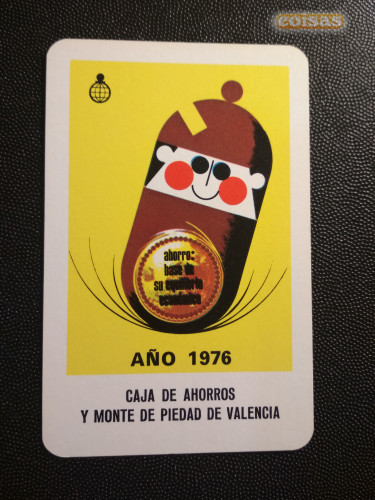 coisas
ahorro:
base de
su equilibrio
económico
AÑO 1976
CAJA DE AHORROS
Y MONTE DE PIEDAD DE VALENCIA